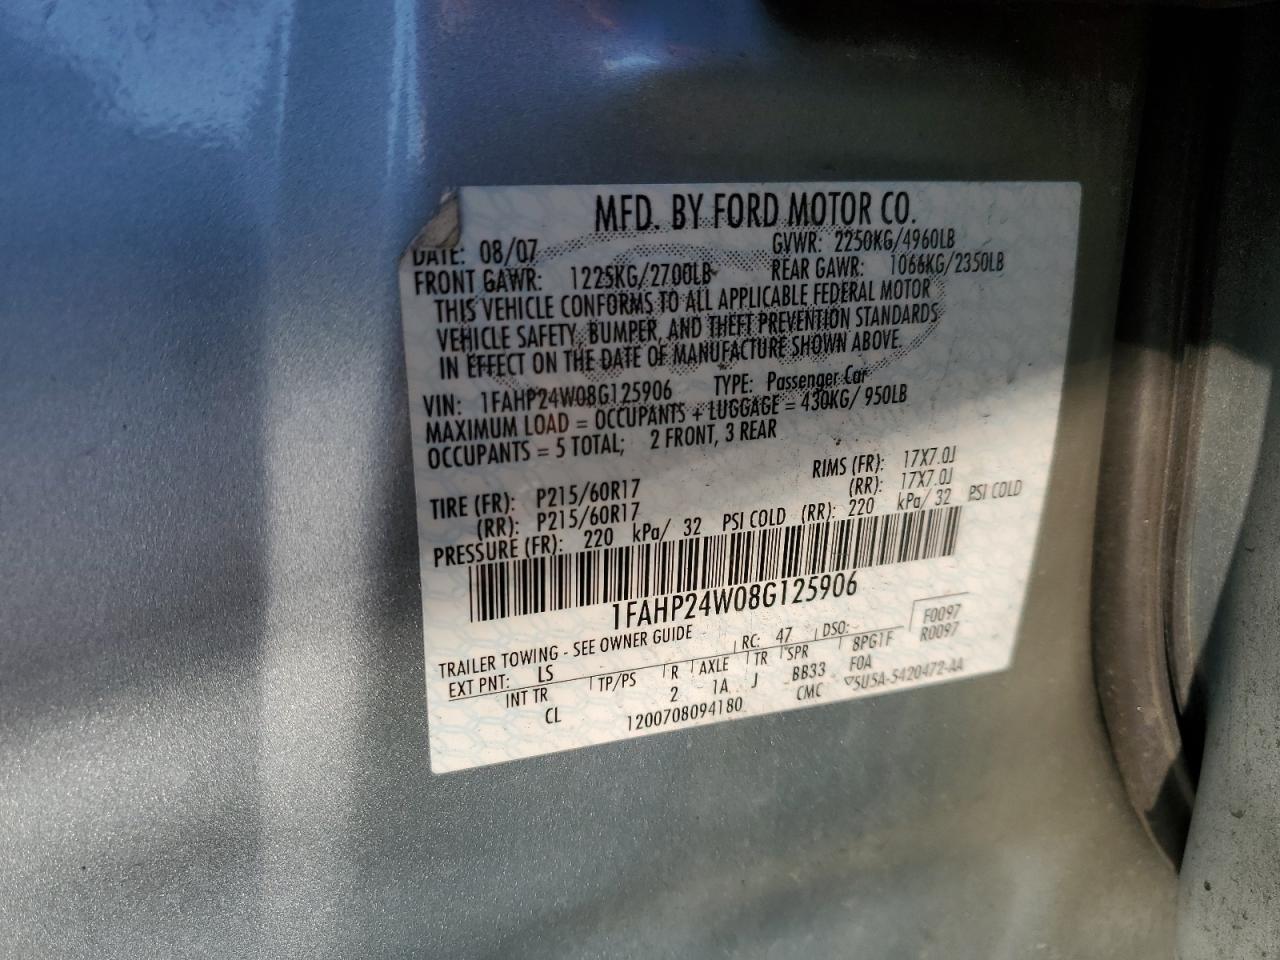 MFD. BY FORD MOTOR CO.
DATE: 08/07 GVWR: 2250KG/4960LB
FRONT GAWR: 1225KG/2700LB REAR GAWR: 1066KG/2350LB
THIS VEHICLE CONFORMS TO ALL APPLICABLE FEDERAL MOTOR
VEHICLE SAFETY, BUMPER, AND THEFT PREVENTION STANDARDS
IN EFFECT ON THE DATE OF MANUFACTURE SHOWN ABOVE.
VIN: 1FAHP24W08G125906 TYPE: Passenger Car
MAXIMUM LOAD = OCCUPANTS + LUGGAGE = 430KG/ 950LB
OCCUPANTS = 5 TOTAL; 2 FRONT, 3 REAR
TIRE (FR): P215/60R17 RIMS (FR): 17X7.0J
(RR): P215/60R17 (RR): 17X7.0J
PRESSURE (FR): 220 kPa/ 32 PSI COLD (RR): 220 kPa/ 32 PSI COLD
1FAHP24W08G125906
TRAILER TOWING - SEE OWNER GUIDE
EXT PNT: LS RC: 47 DSO: F0097
INT TR TP/PS R AXLE TR SPR 8PG1F R0097
CL 2 1A J BB33 FOA
1200708094180 CMC ▽5U5A-5420472-AA